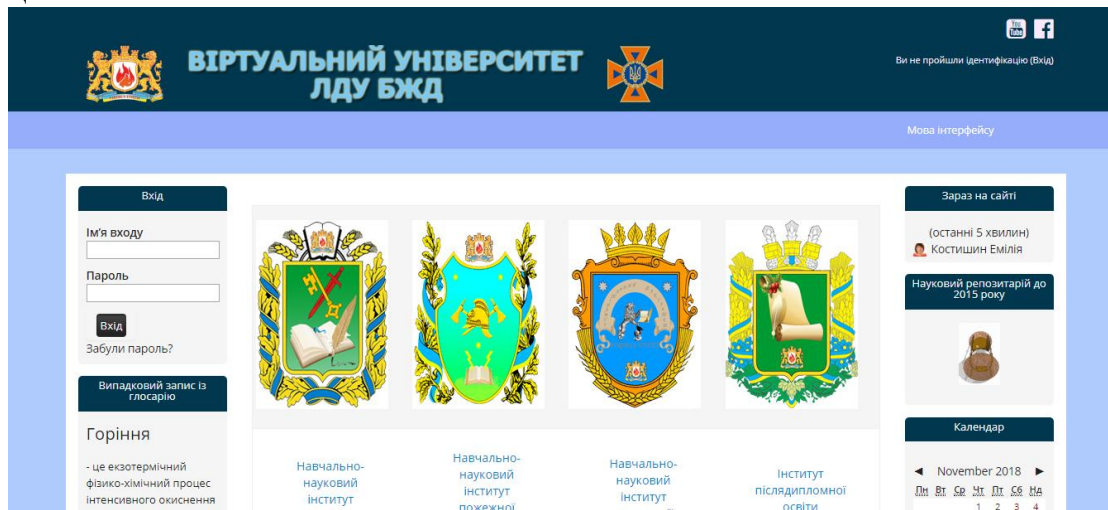 ВІРТУАЛЬНИЙ УНІВЕРСИТЕТ
ЛДУ БЖД
You
Tube
f
Ви не пройшли ідентифікацію (Вхід)
Мова інтерфейсу
Вхід
Ім'я входу
Пароль
Вхід
Забули пароль?
Випадковий запис із
глосарію
Горіння
- це екзотермічний
фізико-хімічний процес
інтенсивного окиснення
Навчально-
науковий
інститут
Навчально-
науковий
інститут
пожежної
Навчально-
науковий
інститут
Інститут
післядипломної
освіти
Зараз на сайті
(останні 5 хвилин)
Костишин Емілія
Науковий репозитарій до
2015 року
Календар
◄ November 2018 ►
Пн Вт Ср Чт Пт Сб Нд
1 2 3 4